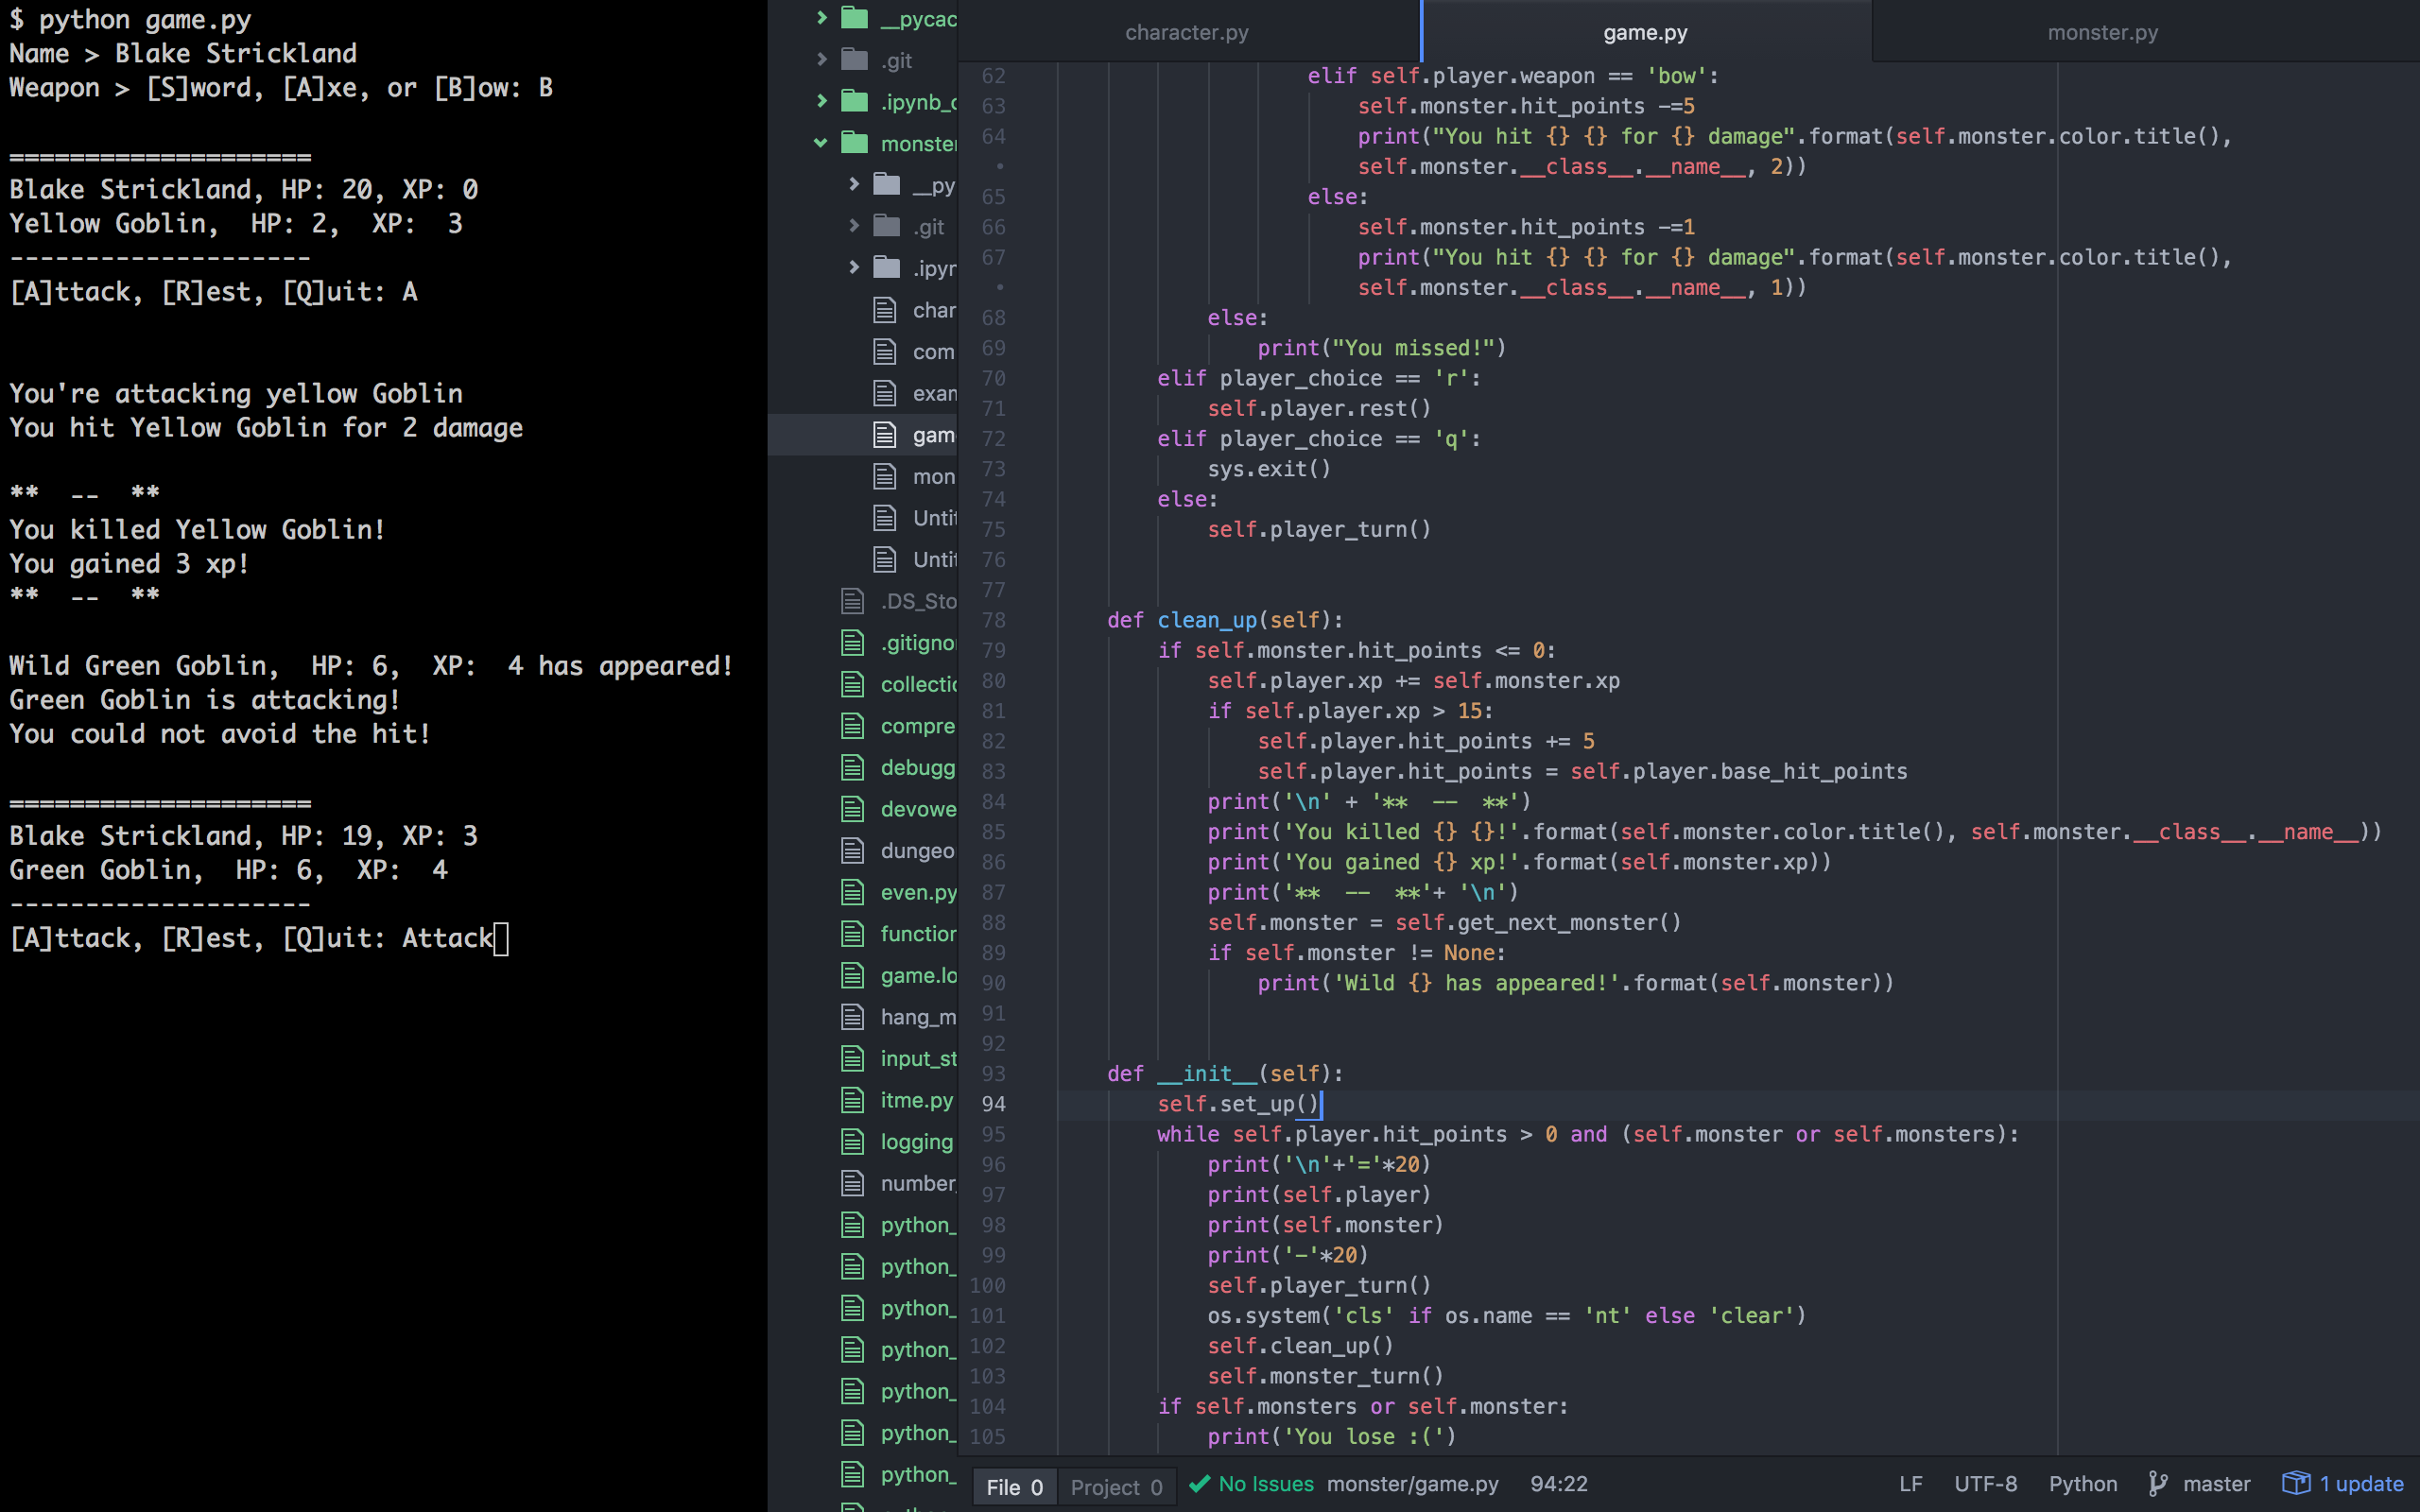 $ python game.py
Name > Blake Strickland
Weapon > [S]word, [A]xe, or [B]ow: B
====================
Blake Strickland, HP: 20, XP: 0
Yellow Goblin,  HP: 2,  XP:  3
--------------------
[A]ttack, [R]est, [Q]uit: A
You're attacking yellow Goblin
You hit Yellow Goblin for 2 damage
**  --  **
You killed Yellow Goblin!
You gained 3 xp!
**  --  **
Wild Green Goblin,  HP: 6,  XP:  4 has appeared!
Green Goblin is attacking!
You could not avoid the hit!
====================
Blake Strickland, HP: 19, XP: 3
Green Goblin,  HP: 6,  XP:  4
--------------------
[A]ttack, [R]est, [Q]uit: Attack
__pycac
.git
.ipynb_c
monster
__py
.git
.ipyn
char
com
exam
game
mon
Untit
Untit
.DS_Sto
.gitigno
collectio
compre
debugg
devowe
dungeo
even.py
function
game.lo
hang_m
input_st
itme.py
logging
number_
python_
python_
python_
python_
python_
python_
python_
character.py
game.py
monster.py
62 elif self.player.weapon == 'bow':
63 self.monster.hit_points -=5
64 print("You hit {} {} for {} damage".format(self.monster.color.title(),
• self.monster.__class__.__name__, 2))
65 else:
66 self.monster.hit_points -=1
67 print("You hit {} {} for {} damage".format(self.monster.color.title(),
• self.monster.__class__.__name__, 1))
68 else:
69 print("You missed!")
70 elif player_choice == 'r':
71 self.player.rest()
72 elif player_choice == 'q':
73 sys.exit()
74 else:
75 self.player_turn()
76
77
78 def clean_up(self):
79 if self.monster.hit_points <= 0:
80 self.player.xp += self.monster.xp
81 if self.player.xp > 15:
82 self.player.hit_points += 5
83 self.player.hit_points = self.player.base_hit_points
84 print('\n' + '**  --  **')
85 print('You killed {} {}!'.format(self.monster.color.title(), self.monster.__class__.__name__))
86 print('You gained {} xp!'.format(self.monster.xp))
87 print('**  --  **'+ '\n')
88 self.monster = self.get_next_monster()
89 if self.monster != None:
90 print('Wild {} has appeared!'.format(self.monster))
91
92
93 def __init__(self):
94 self.set_up()
95 while self.player.hit_points > 0 and (self.monster or self.monsters):
96 print('\n'+'='*20)
97 print(self.player)
98 print(self.monster)
99 print('-'*20)
100 self.player_turn()
101 os.system('cls' if os.name == 'nt' else 'clear')
102 self.clean_up()
103 self.monster_turn()
104 if self.monsters or self.monster:
105 print('You lose :(')
File 0
Project 0
No Issues
monster/game.py
94:22
LF
UTF-8
Python
master
1 update